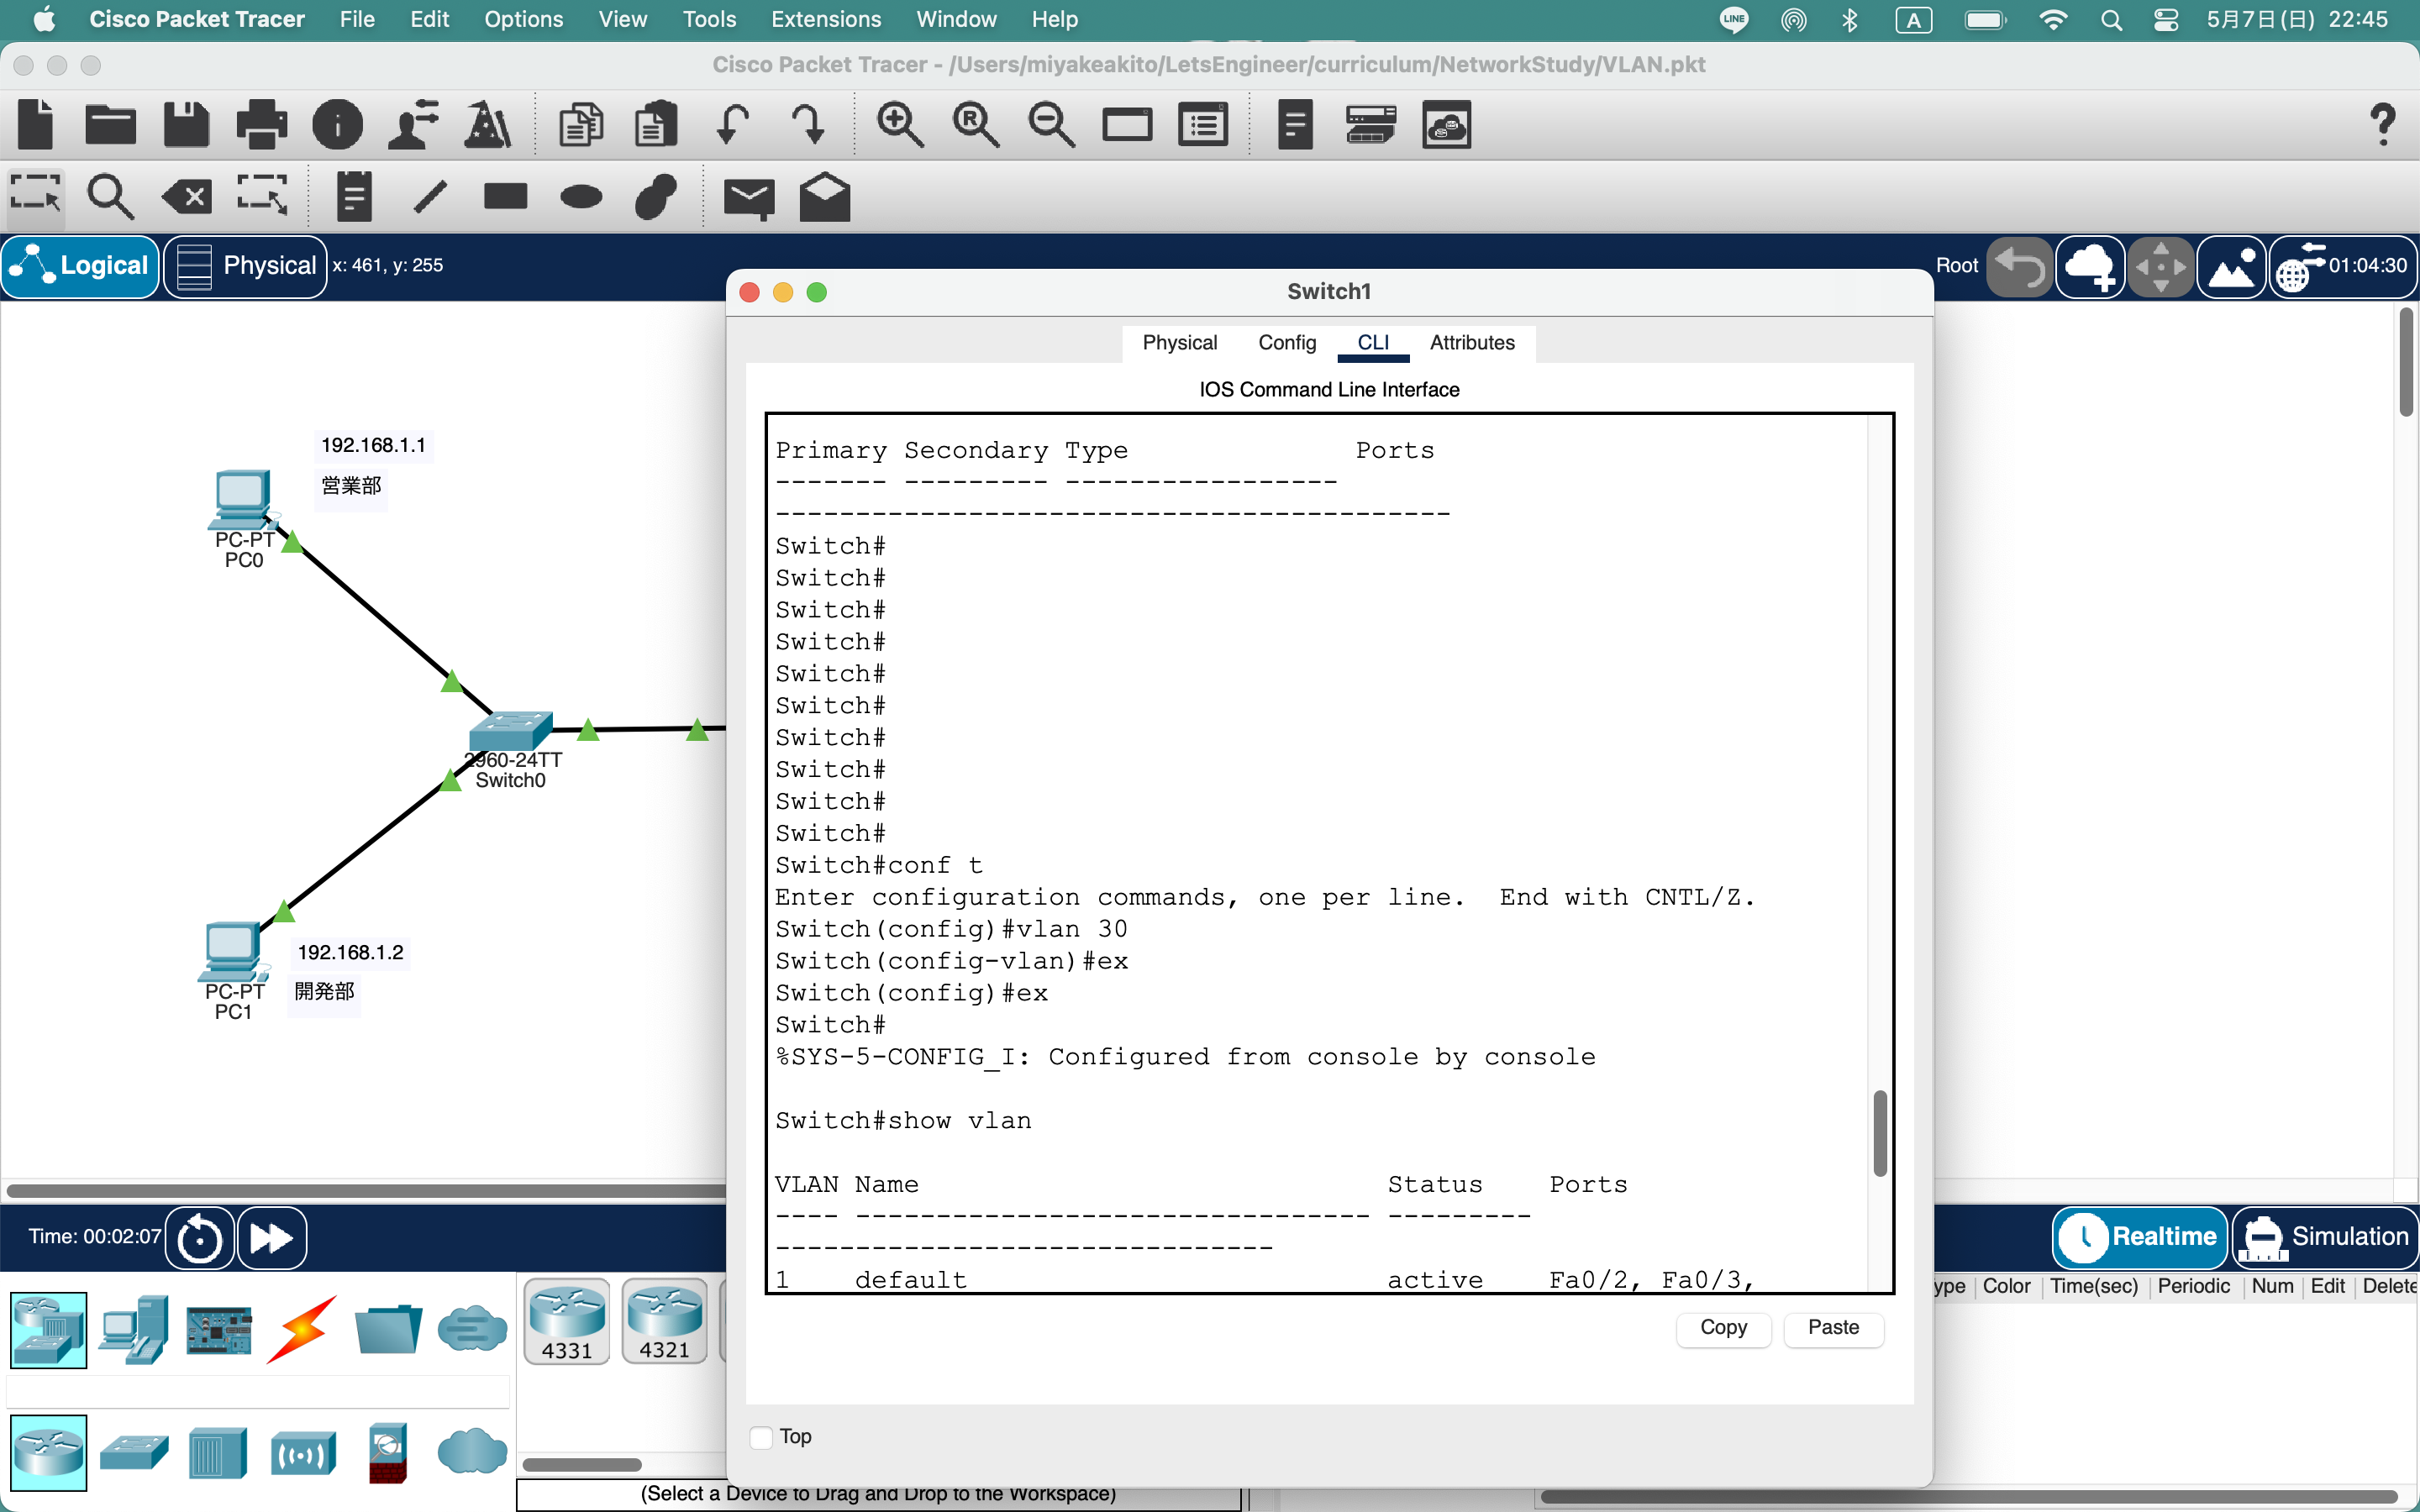 Cisco Packet Tracer File Edit Options View Tools Extensions Window Help LINE A 5月7日(日) 22:45
Cisco Packet Tracer - /Users/miyakeakito/LetsEngineer/curriculum/NetworkStudy/VLAN.pkt
Logical Physical x: 461, y: 255 Root 01:04:30
Switch1
Physical Config CLI Attributes
IOS Command Line Interface
192.168.1.1
営業部
PC-PT
PC0
2960-24TT
Switch0
192.168.1.2
開発部
PC-PT
PC1
Primary Secondary Type Ports
------- --------- -----------------
------------------------------------------
Switch#
Switch#
Switch#
Switch#
Switch#
Switch#
Switch#
Switch#
Switch#
Switch#
Switch#conf t
Enter configuration commands, one per line. End with CNTL/Z.
Switch(config)#vlan 30
Switch(config-vlan)#ex
Switch(config)#ex
Switch#
%SYS-5-CONFIG_I: Configured from console by console
Switch#show vlan
VLAN Name Status Ports
---- -------------------------------- ---------
-------------------------------
1 default active Fa0/2, Fa0/3,
Copy Paste
Top
Time: 00:02:07 Realtime Simulation
ype Color Time(sec) Periodic Num Edit Delete
4331 4321
(Select a Device to Drag and Drop to the Workspace)